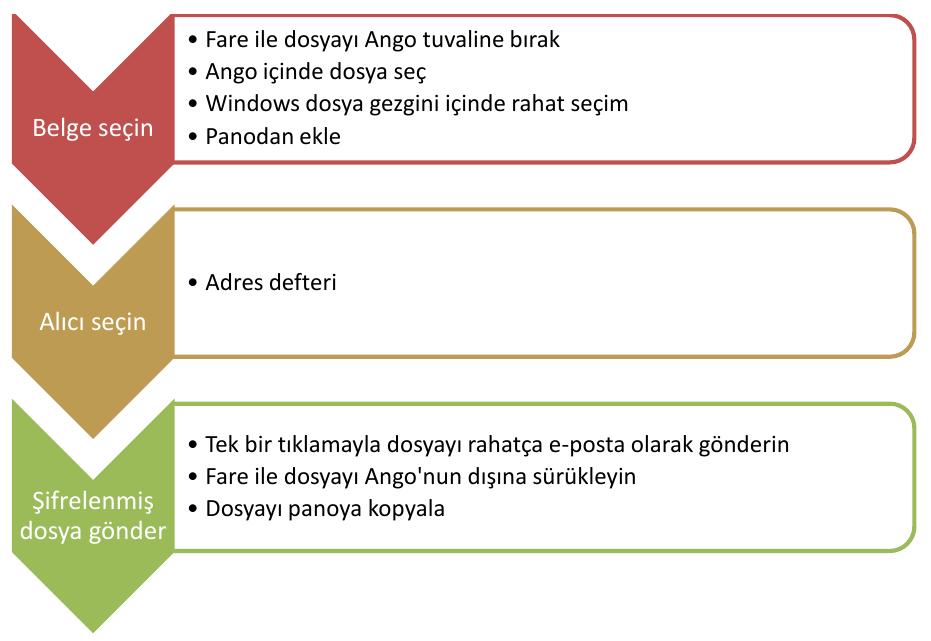 Belge seçin
• Fare ile dosyayı Ango tuvaline bırak
• Ango içinde dosya seç
• Windows dosya gezgini içinde rahat seçim
• Panodan ekle
Alıcı seçin
• Adres defteri
Şifrelenmiş
dosya gönder
• Tek bir tıklamayla dosyayı rahatça e-posta olarak gönderin
• Fare ile dosyayı Ango'nun dışına sürükleyin
• Dosyayı panoya kopyala